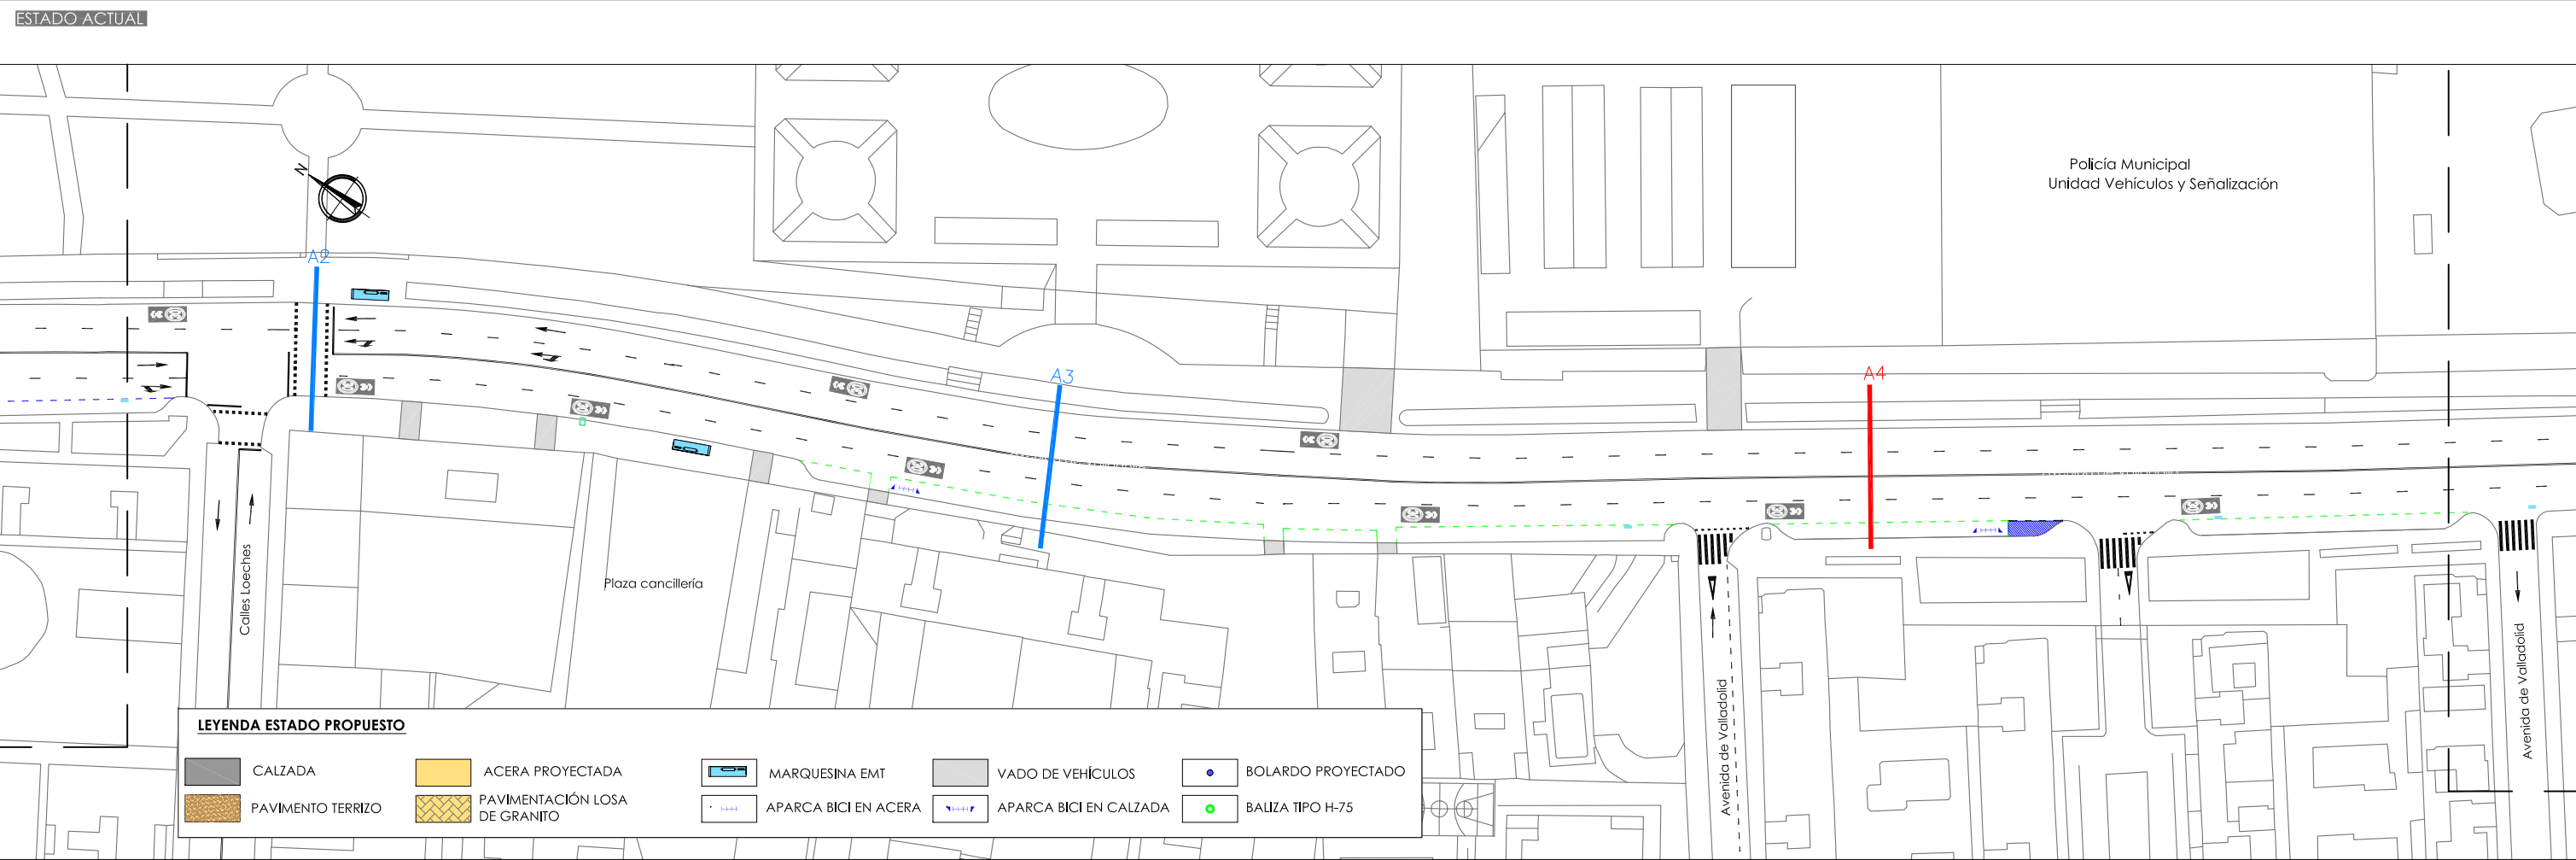 ESTADO ACTUAL
Policía Municipal
Unidad Vehículos y Señalización
N
A2
A3
A4
Calles Loeches
Plaza cancillería
Avenida de Valladolid
Avenida de Valladolid
LEYENDA ESTADO PROPUESTO
CALZADA
ACERA PROYECTADA
MARQUESINA EMT
VADO DE VEHÍCULOS
BOLARDO PROYECTADO
PAVIMENTO TERRIZO
PAVIMENTACIÓN LOSA
DE GRANITO
APARCA BICI EN ACERA
APARCA BICI EN CALZADA
BALIZA TIPO H-75